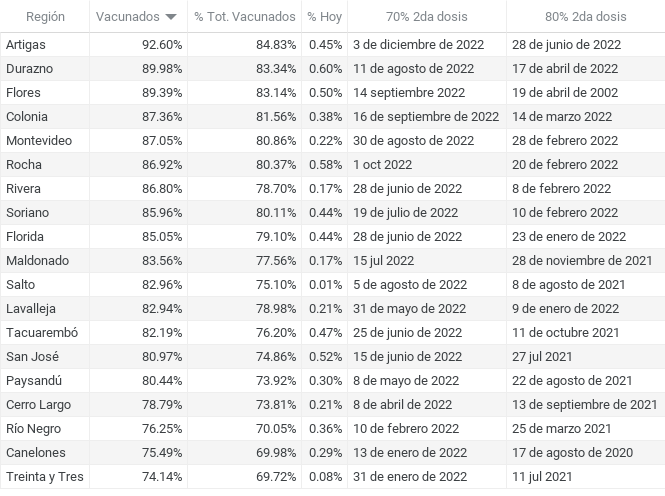 Región Vacunados % Tot. Vacunados % Hoy 70% 2da dosis 80% 2da dosis
Artigas 92.60% 84.83% 0.45% 3 de diciembre de 2022 28 de junio de 2022
Durazno 89.98% 83.34% 0.60% 11 de agosto de 2022 17 de abril de 2022
Flores 89.39% 83.14% 0.50% 14 septiembre 2022 19 de abril de 2002
Colonia 87.36% 81.56% 0.38% 16 de septiembre de 2022 14 de marzo 2022
Montevideo 87.05% 80.86% 0.22% 30 de agosto de 2022 28 de febrero 2022
Rocha 86.92% 80.37% 0.58% 1 oct 2022 20 de febrero 2022
Rivera 86.80% 78.70% 0.17% 28 de junio de 2022 8 de febrero 2022
Soriano 85.96% 80.11% 0.44% 19 de julio de 2022 10 de febrero 2022
Florida 85.05% 79.10% 0.44% 28 de junio de 2022 23 de enero de 2022
Maldonado 83.56% 77.56% 0.17% 15 jul 2022 28 de noviembre de 2021
Salto 82.96% 75.10% 0.01% 5 de agosto de 2022 8 de agosto de 2021
Lavalleja 82.94% 78.98% 0.21% 31 de mayo de 2022 9 de enero de 2022
Tacuarembó 82.19% 76.20% 0.47% 25 de junio de 2022 11 de octubre 2021
San José 80.97% 74.86% 0.52% 15 de junio de 2022 27 jul 2021
Paysandú 80.44% 73.92% 0.30% 8 de mayo de 2022 22 de agosto de 2021
Cerro Largo 78.79% 73.81% 0.21% 8 de abril de 2022 13 de septiembre de 2021
Río Negro 76.25% 70.05% 0.36% 10 de febrero 2022 25 de marzo 2021
Canelones 75.49% 69.98% 0.29% 13 de enero de 2022 17 de agosto de 2020
Treinta y Tres 74.14% 69.72% 0.08% 31 de enero de 2022 11 jul 2021